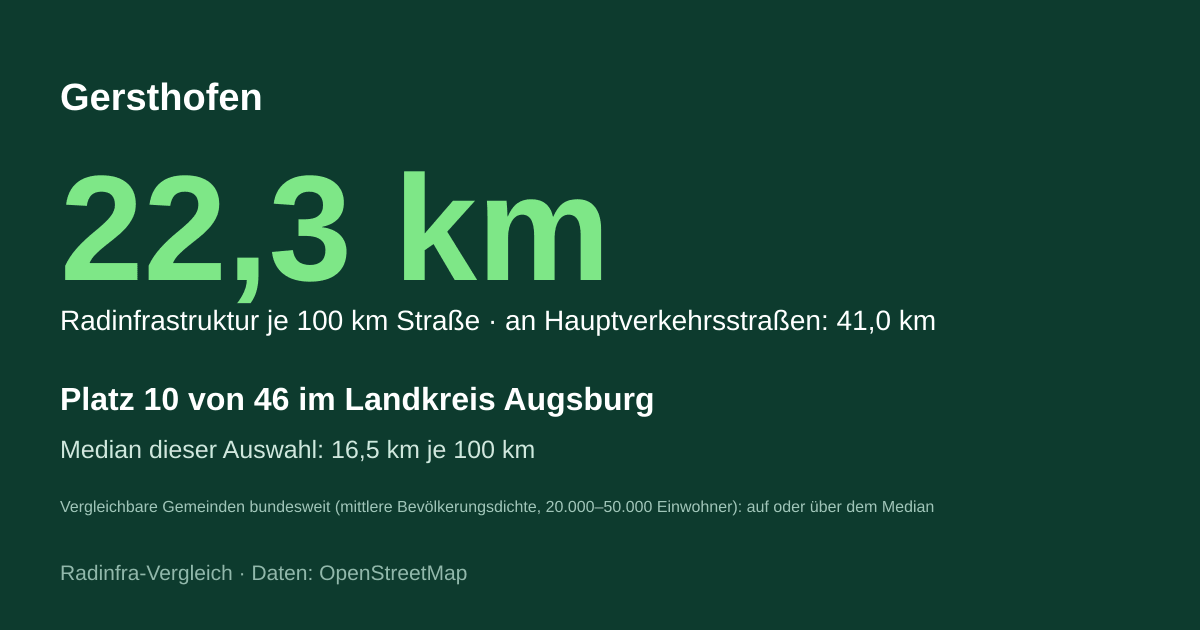 Gersthofen
22,3 km
Radinfrastruktur je 100 km Straße · an Hauptverkehrsstraßen: 41,0 km
Platz 10 von 46 im Landkreis Augsburg
Median dieser Auswahl: 16,5 km je 100 km
Vergleichbare Gemeinden bundesweit (mittlere Bevölkerungsdichte, 20.000–50.000 Einwohner): auf oder über dem Median
Radinfra-Vergleich · Daten: OpenStreetMap